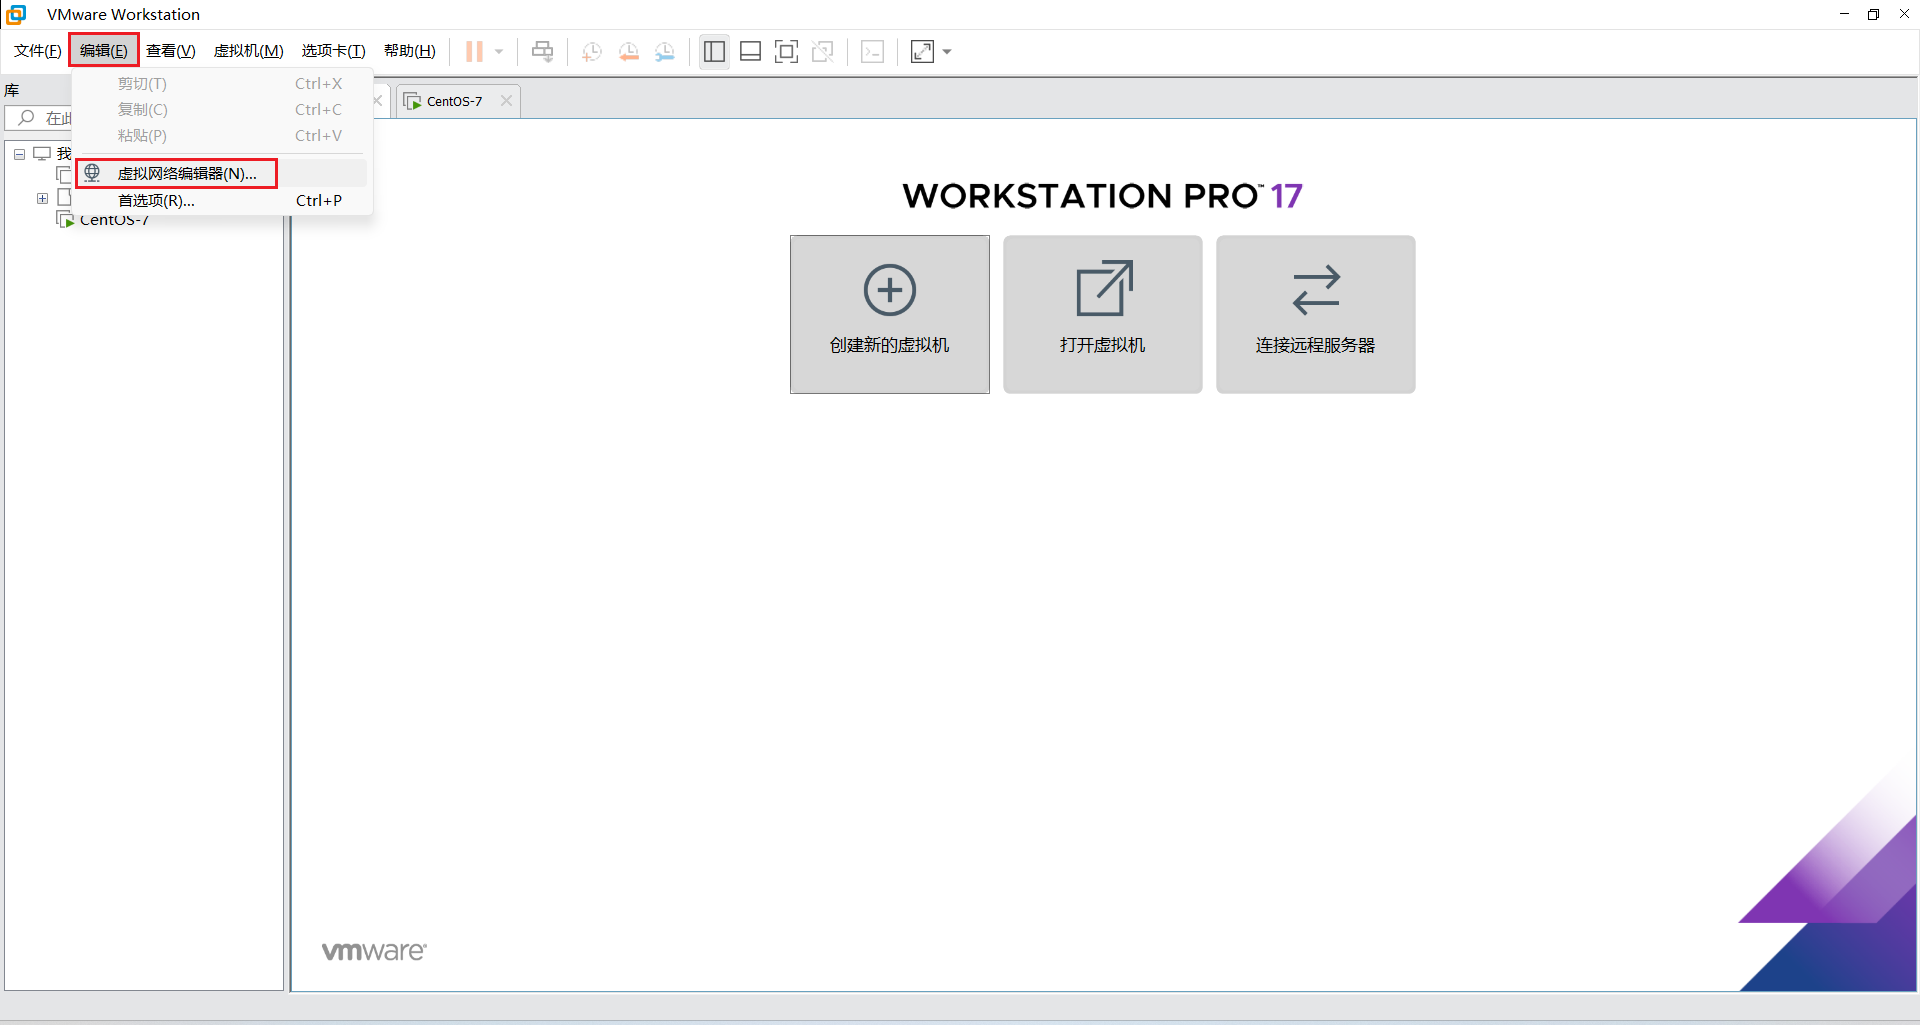 VMware Workstation
文件(F) 编辑(E) 查看(V) 虚拟机(M) 选项卡(T) 帮助(H)
库
在此
剪切(T) Ctrl+X
复制(C) Ctrl+C
粘贴(P) Ctrl+V
虚拟网络编辑器(N)...
首选项(R)... Ctrl+P
我
CentOS-7
CentOS-7
WORKSTATION PRO™ 17
创建新的虚拟机
打开虚拟机
连接远程服务器
vmware®